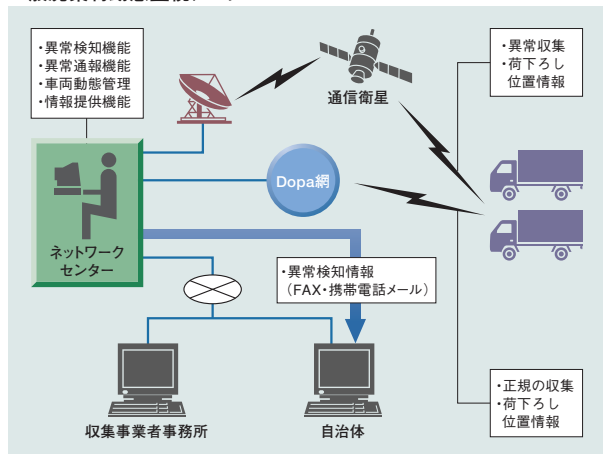 ・異常検知機能
・異常通報機能
・車両動態管理
・情報提供機能
通信衛星
・異常収集
・荷下ろし
位置情報
Dopa網
ネットワーク
センター
・異常検知情報
（FAX・携帯電話メール）
・正規の収集
・荷下ろし
位置情報
収集事業者事務所
自治体